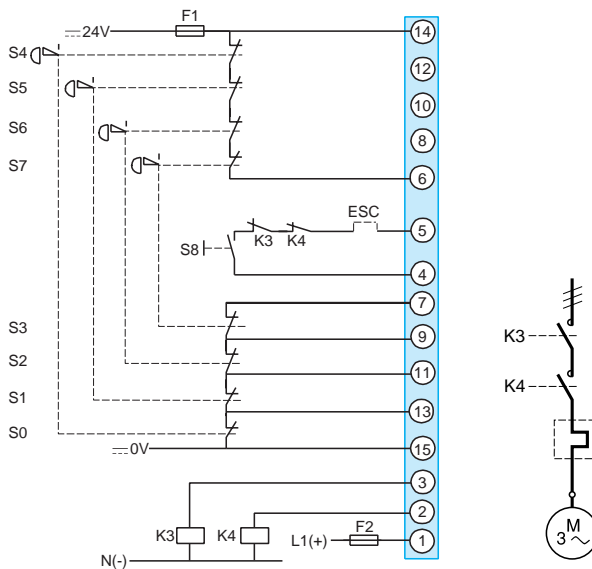 F1
24V
14
S4
12
S5
10
S6
8
S7
6
ESC
5
S8
K3
K4
4
7
S3
9
K3
S2
11
K4
S1
13
S0
0V
15
3
2
K3
K4
F2
L1(+)
1
M
3
N(-)